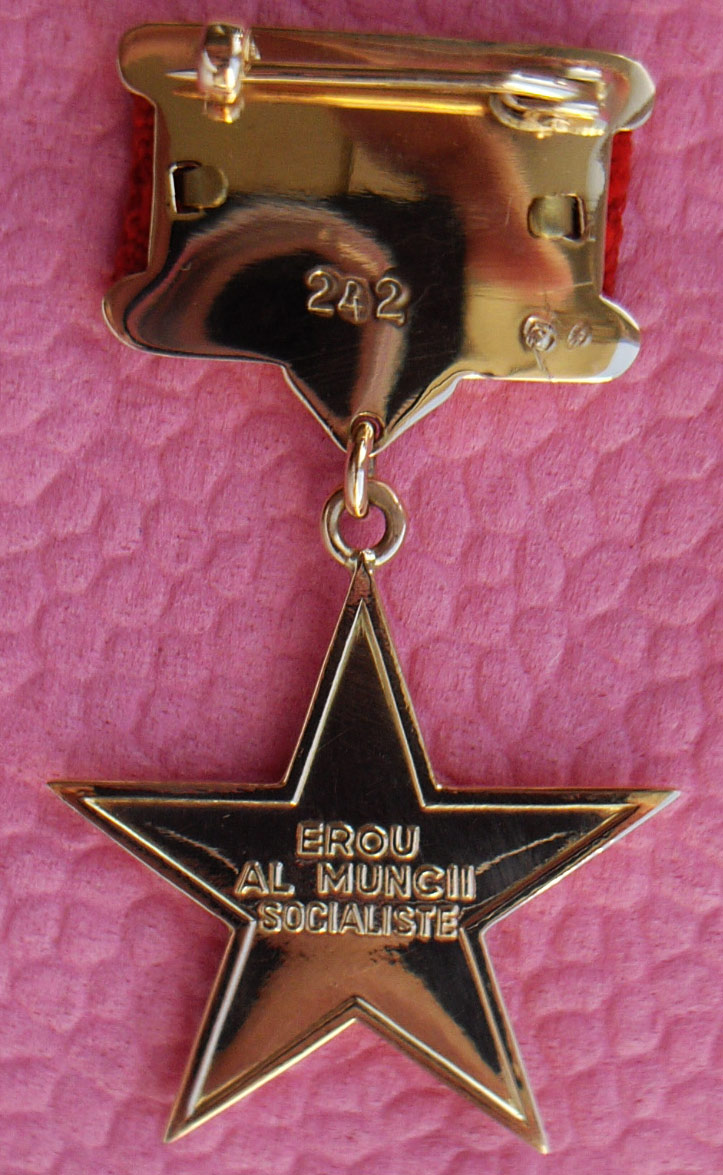 242
EROU
AL MUNCII
SOCIALISTE